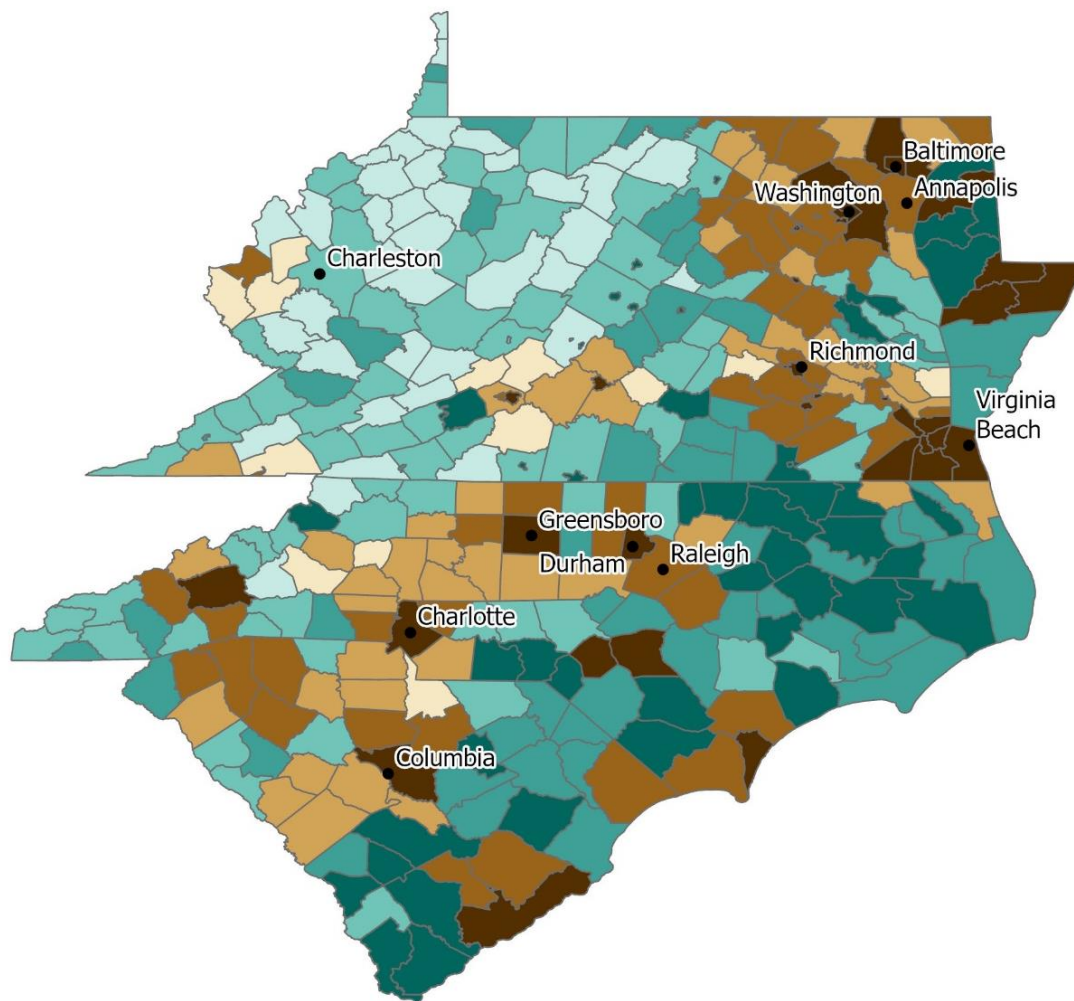 Baltimore
Washington
Annapolis
Charleston
Richmond
Virginia
Beach
Greensboro
Durham
Raleigh
Charlotte
Columbia